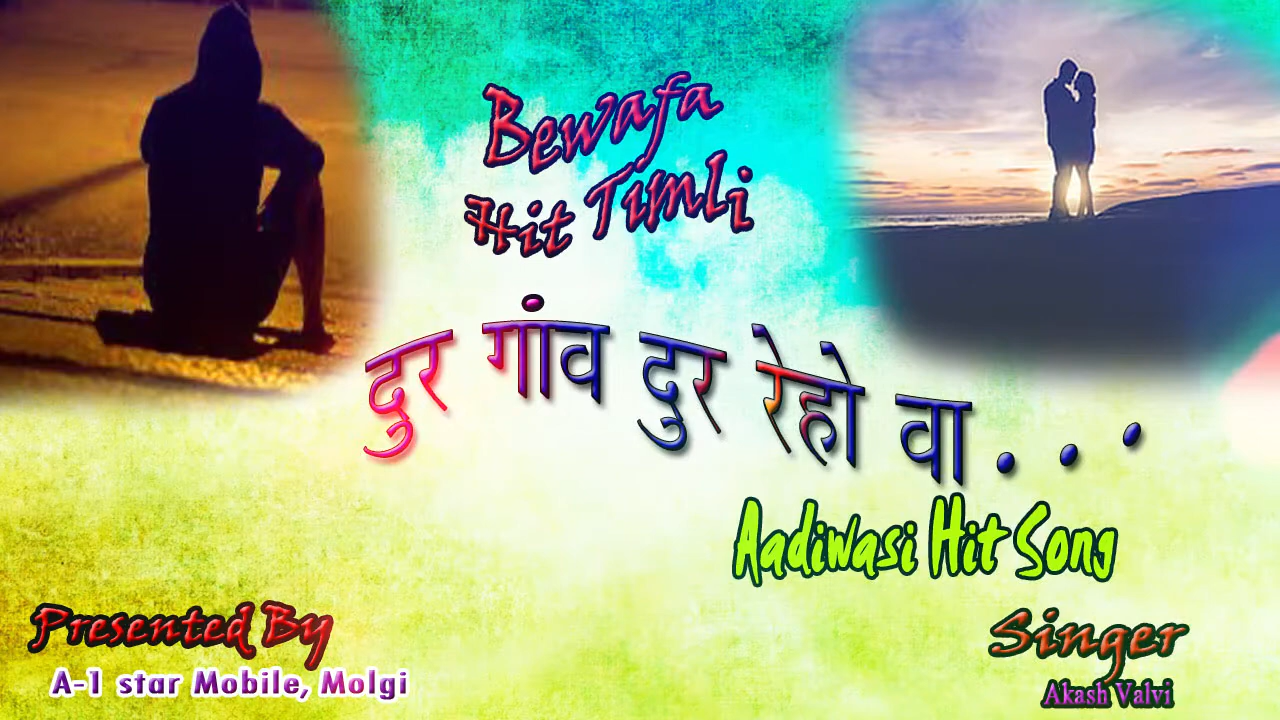 Bewafa
Hit Timli
दुर गांव दुर रेहो वा . . .
Aadiwasi Hit Song
Presented By
A-1 star Mobile, Molgi
Singer
Akash Valvi